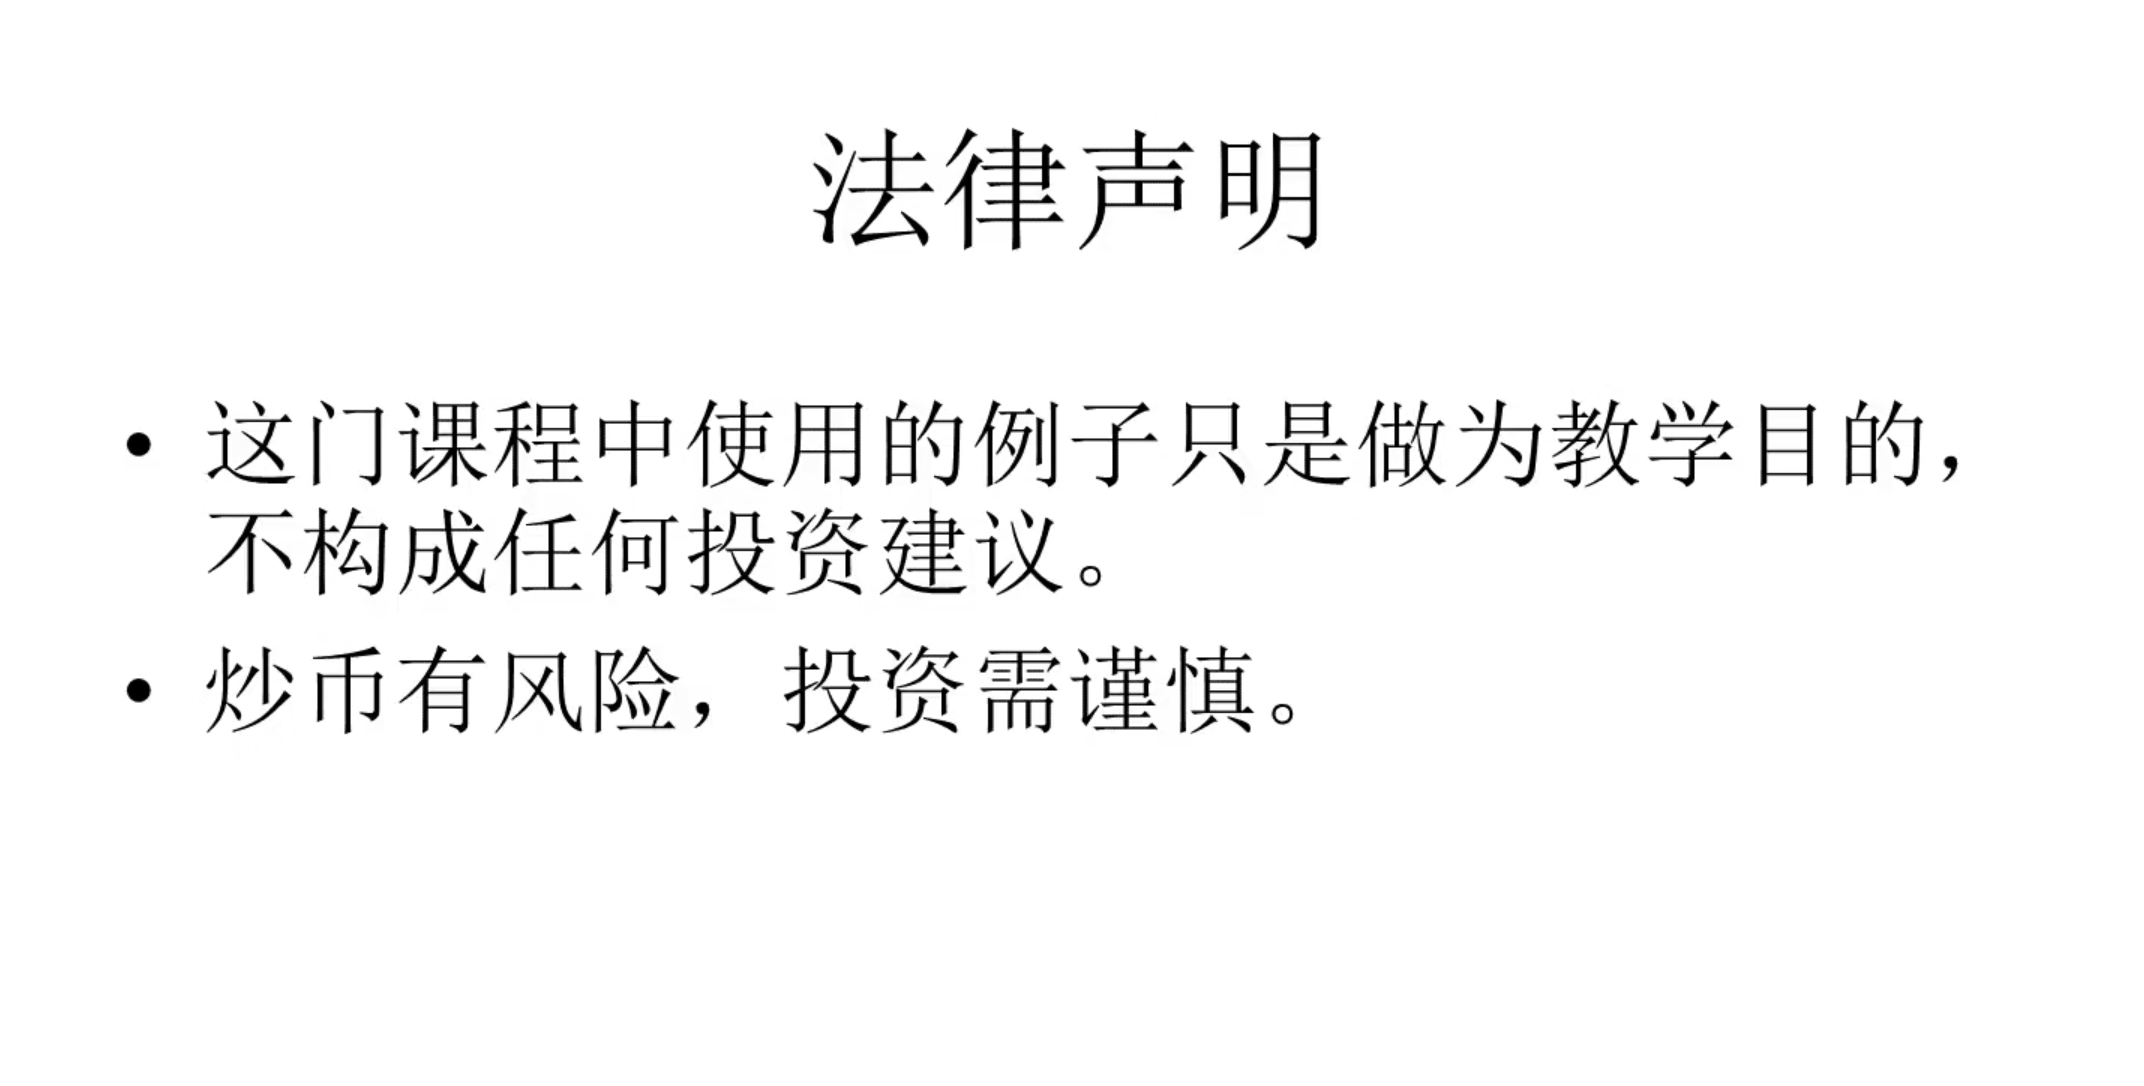 法律声明
• 这门课程中使用的例子只是做为教学目的，
不构成任何投资建议。
• 炒币有风险，投资需谨慎。